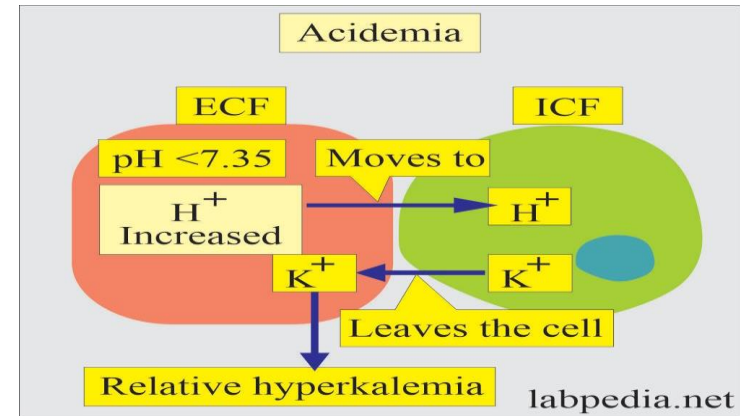 Acidemia
ECF
ICF
pH <7.35
Moves to
H⁺
Increased
H⁺
K⁺
K⁺
Leaves the cell
Relative hyperkalemia
labpedia.net